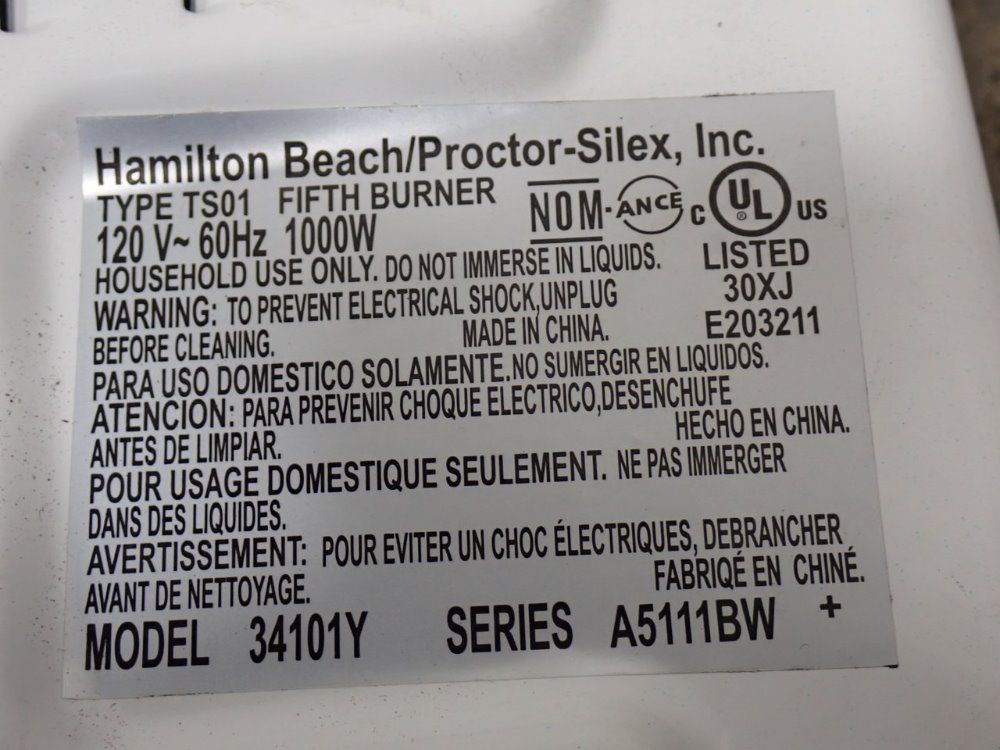 Hamilton Beach/Proctor-Silex, Inc.
TYPE TS01 FIFTH BURNER
120 V~ 60Hz 1000W
NOM-ANCE
C UL ® US
LISTED
30XJ
E203211
HOUSEHOLD USE ONLY. DO NOT IMMERSE IN LIQUIDS.
WARNING: TO PREVENT ELECTRICAL SHOCK,UNPLUG
BEFORE CLEANING. MADE IN CHINA.
PARA USO DOMESTICO SOLAMENTE.NO SUMERGIR EN LIQUIDOS.
ATENCION: PARA PREVENIR CHOQUE ELECTRICO,DESENCHUFE
ANTES DE LIMPIAR. HECHO EN CHINA.
POUR USAGE DOMESTIQUE SEULEMENT. NE PAS IMMERGER
DANS DES LIQUIDES.
AVERTISSEMENT: POUR EVITER UN CHOC ÉLECTRIQUES, DEBRANCHER
AVANT DE NETTOYAGE. FABRIQÉ EN CHINÉ.
MODEL 34101Y SERIES A5111BW +